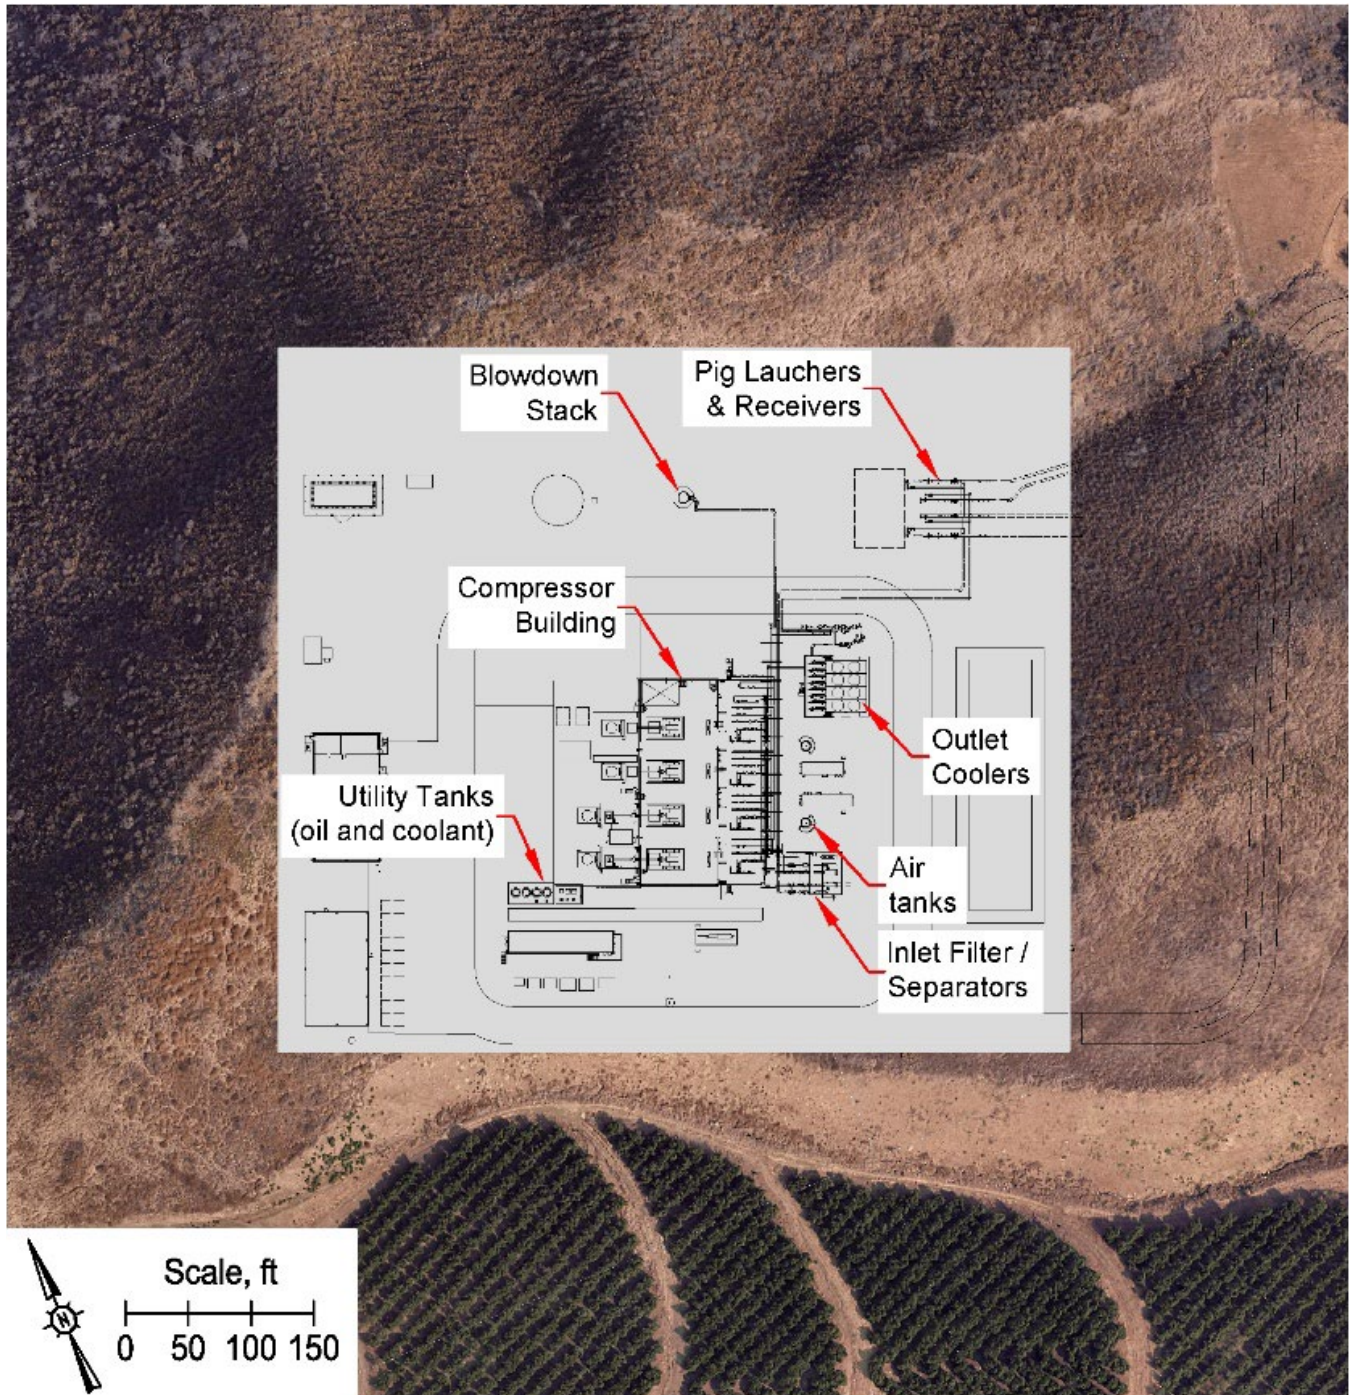 Blowdown
Stack
Pig Lauchers
& Receivers
Compressor
Building
Outlet
Coolers
Utility Tanks
(oil and coolant)
Air
tanks
Inlet Filter /
Separators
N
Scale, ft
0 50 100 150